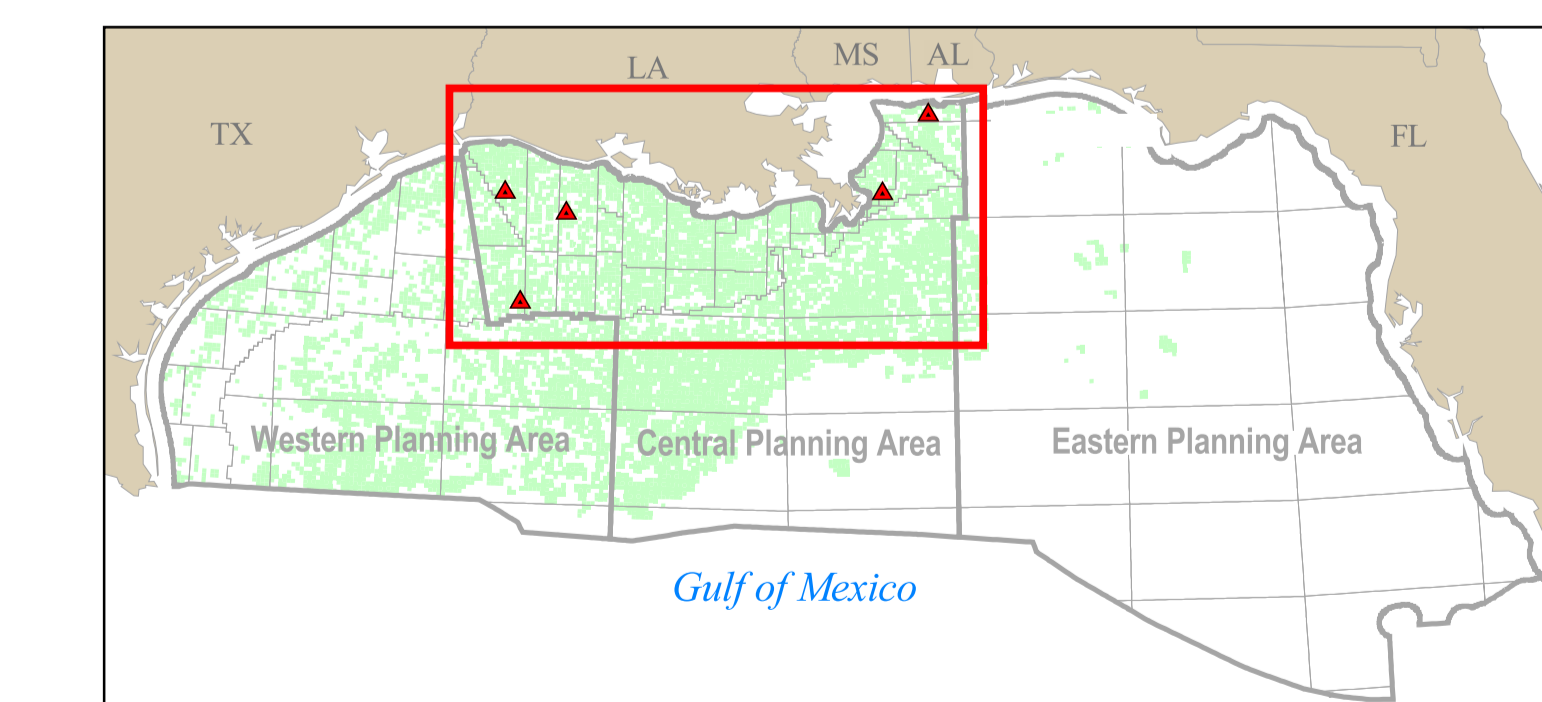 MS
AL
LA
TX
FL
Western Planning Area
Central Planning Area
Eastern Planning Area
Gulf of Mexico